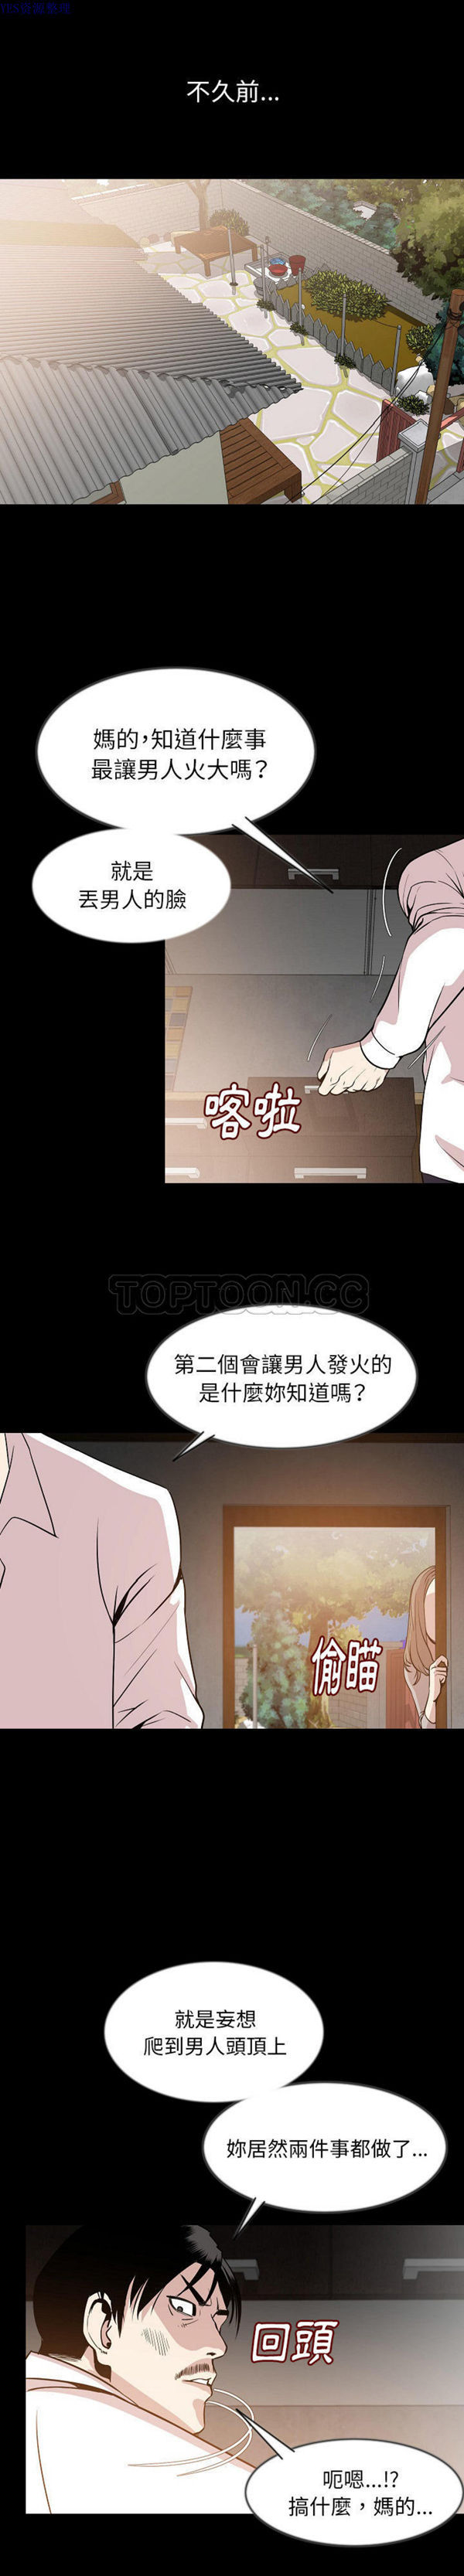 不久前...
媽的，知道什麼事
最讓男人火大嗎？
就是
丟男人的臉
喀啦
TOPTOON.CC
第二個會讓男人發火的
是什麼妳知道嗎？
偷瞄
就是妄想
爬到男人頭頂上
妳居然兩件事都做了...
回頭
呃嗯...!?
搞什麼，媽的...